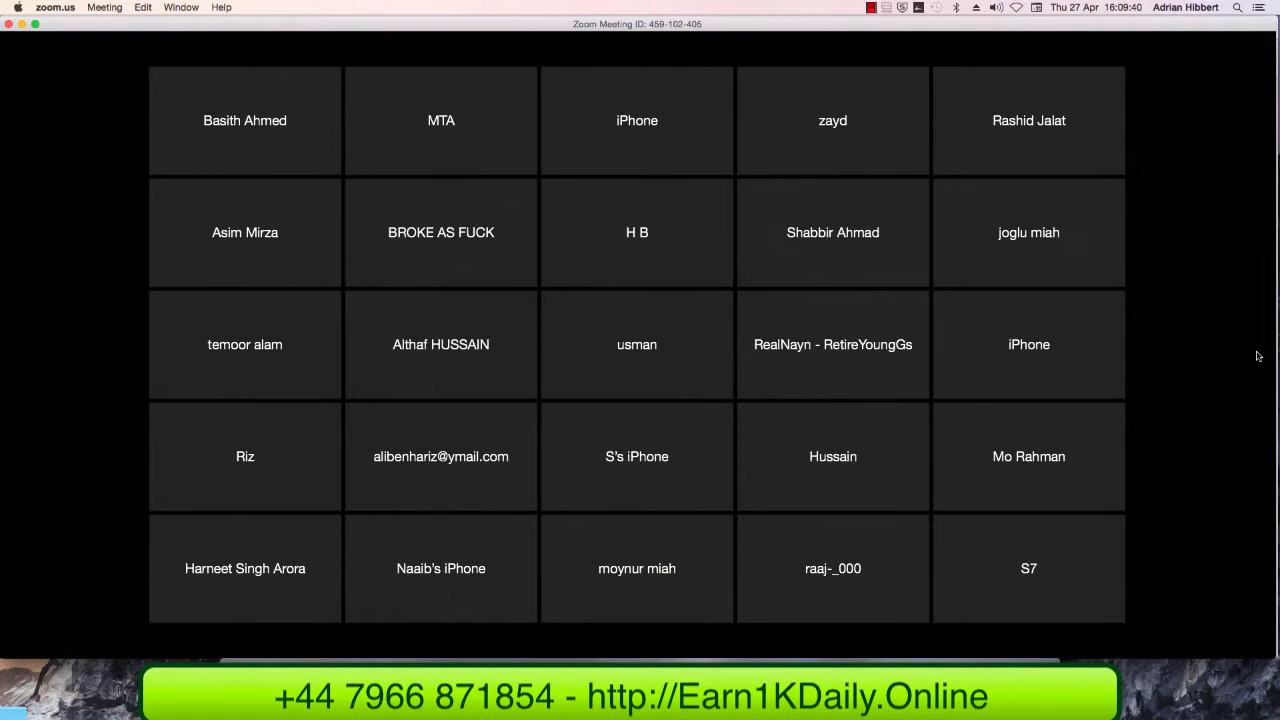 zoom.us Meeting Edit Window Help Thu 27 Apr 16:09:40 Adrian Hibbert
Zoom Meeting ID: 459-102-405
Basith Ahmed MTA iPhone zayd Rashid Jalat
Asim Mirza BROKE AS FUCK H B Shabbir Ahmad joglu miah
temoor alam Althaf HUSSAIN usman RealNayn - RetireYoungGs iPhone
Riz alibenhariz@ymail.com S's iPhone Hussain Mo Rahman
Harneet Singh Arora Naaib's iPhone moynur miah raaj-_000 S7
+44 7966 871854 - http://Earn1KDaily.Online